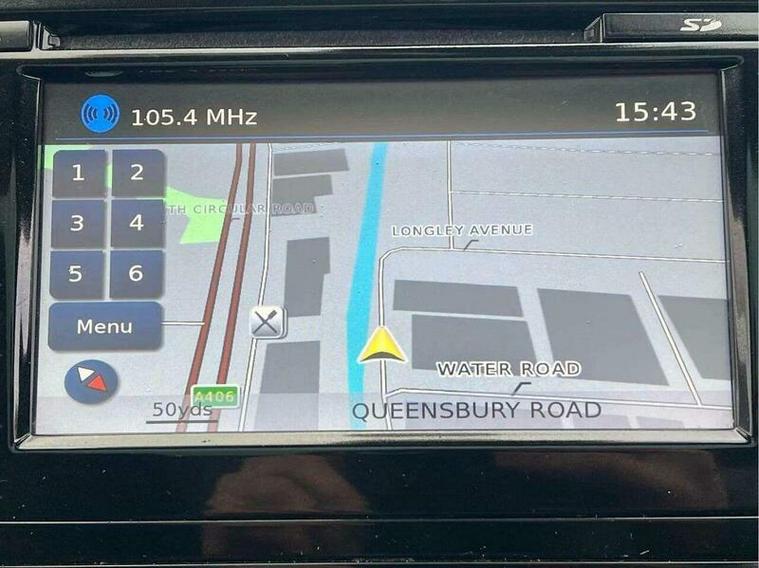 SD
105.4 MHz
15:43
1 2
3 4
5 6
Menu
TH CIRCULAR ROAD
LONGLEY AVENUE
WATER ROAD
A406
50yds
QUEENSBURY ROAD